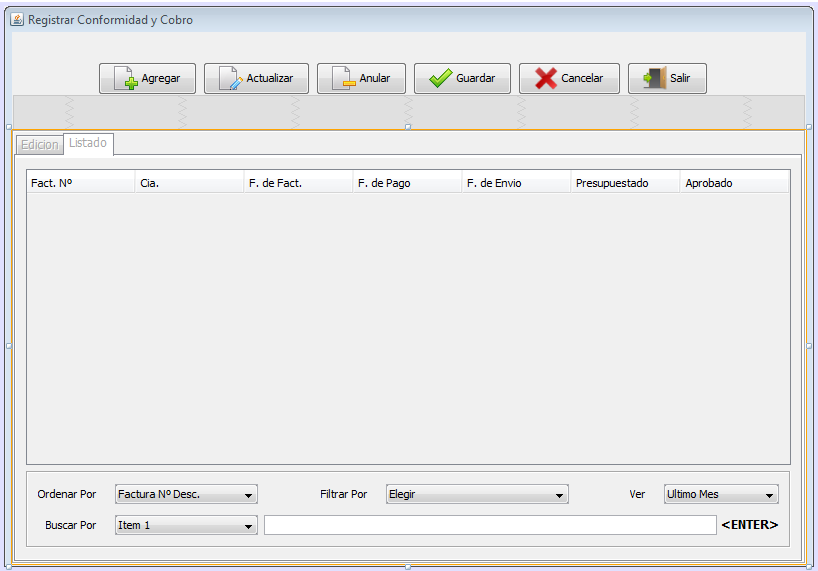 Registrar Conformidad y Cobro
Agregar Actualizar Anular Guardar Cancelar Salir
Edicion Listado
Fact. Nº Cia. F. de Fact. F. de Pago F. de Envio Presupuestado Aprobado
Ordenar Por Factura Nº Desc. Filtrar Por Elegir Ver Ultimo Mes
Buscar Por Item 1 <ENTER>